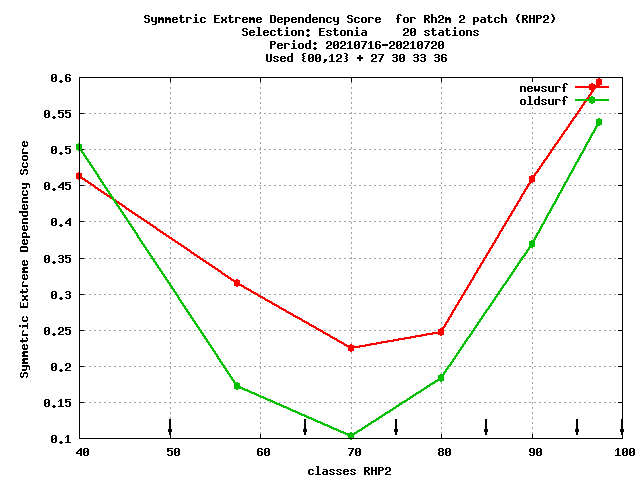 Symmetric Extreme Dependency Score  for Rh2m 2 patch (RHP2)
Selection: Estonia     20 stations
Period: 20210716-20210720
Used {00,12} + 27 30 33 36
newsurf
oldsurf
Symmetric Extreme Dependency Score
0.6
0.55
0.5
0.45
0.4
0.35
0.3
0.25
0.2
0.15
0.1
40 50 60 70 80 90 100
classes RHP2